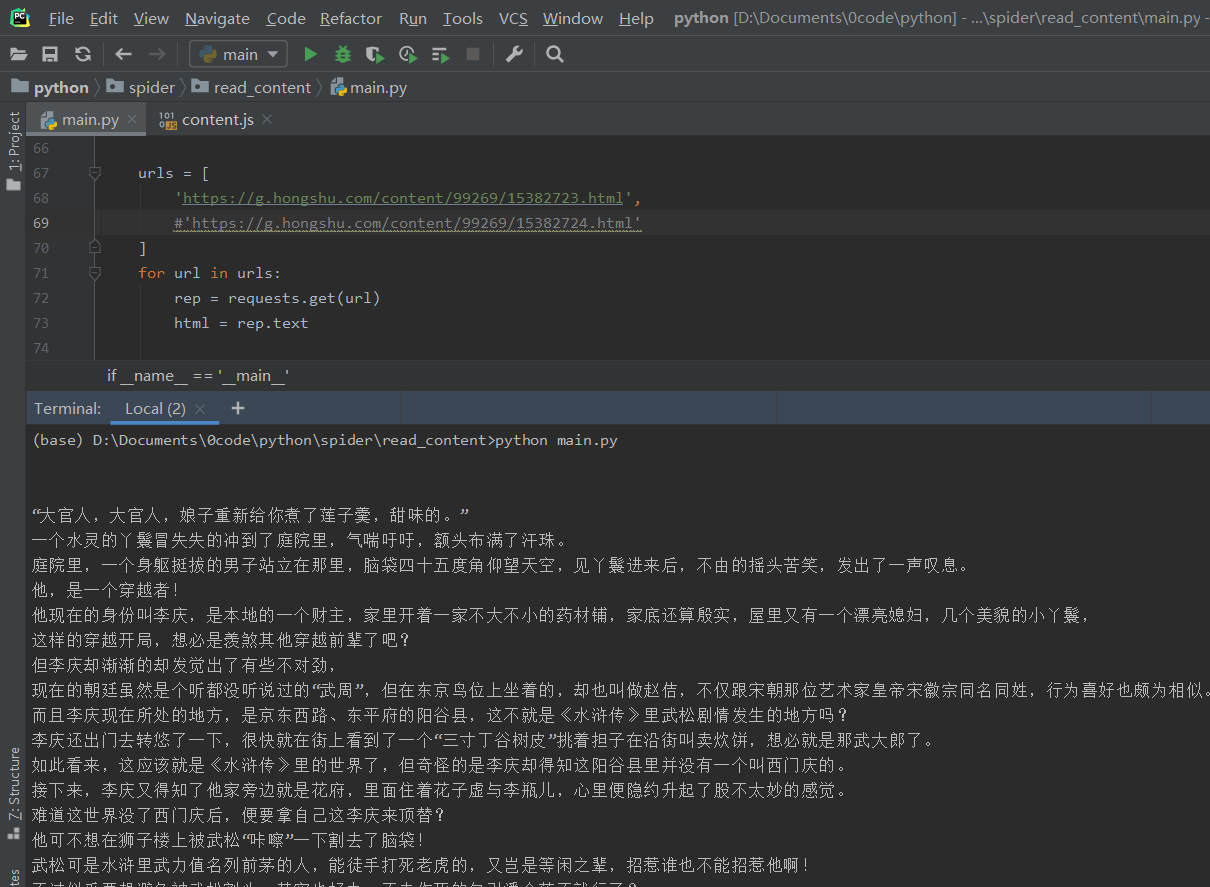 PC File Edit View Navigate Code Refactor Run Tools VCS Window Help python [D:\Documents\0code\python] - ...\spider\read_content\main.py -
main
python spider read_content main.py
main.py content.js
1: Project
66
67 urls = [
68 'https://g.hongshu.com/content/99269/15382723.html',
69 #'https://g.hongshu.com/content/99269/15382724.html'
70 ]
71 for url in urls:
72 rep = requests.get(url)
73 html = rep.text
74
if __name__ == '__main__'
Terminal: Local (2) +
(base) D:\Documents\0code\python\spider\read_content>python main.py
“大官人，大官人，娘子重新给你煮了莲子羹，甜味的。”
一个水灵的丫鬟冒失失的冲到了庭院里，气喘吁吁，额头布满了汗珠。
庭院里，一个身躯挺拔的男子站立在那里，脑袋四十五度角仰望天空，见丫鬟进来后，不由的摇头苦笑，发出了一声叹息。
他，是一个穿越者！
他现在的身份叫李庆，是本地的一个财主，家里开着一家不大不小的药材铺，家底还算殷实，屋里又有一个漂亮媳妇，几个美貌的小丫鬟，
这样的穿越开局，想必是羡煞其他穿越前辈了吧？
但李庆却渐渐的却发觉出了有些不对劲，
现在的朝廷虽然是个听都没听说过的“武周”，但在东京鸟位上坐着的，却也叫做赵佶，不仅跟宋朝那位艺术家皇帝宋徽宗同名同姓，行为喜好也颇为相似。
而且李庆现在所处的地方，是京东西路、东平府的阳谷县，这不就是《水浒传》里武松剧情发生的地方吗？
李庆还出门去转悠了一下，很快就在街上看到了一个“三寸丁谷树皮”挑着担子在沿街叫卖炊饼，想必就是那武大郎了。
如此看来，这应该就是《水浒传》里的世界了，但奇怪的是李庆却得知这阳谷县里并没有一个叫西门庆的。
接下来，李庆又得知了他家旁边就是花府，里面住着花子虚与李瓶儿，心里便隐约升起了股不太妙的感觉。
难道这世界没了西门庆后，便要拿自己这李庆来顶替？
他可不想在狮子楼上被武松“咔嚓”一下割去了脑袋！
武松可是水浒里武力值名列前茅的人，能徒手打死老虎的，又岂是等闲之辈，招惹谁也不能招惹他啊！
7: Structure